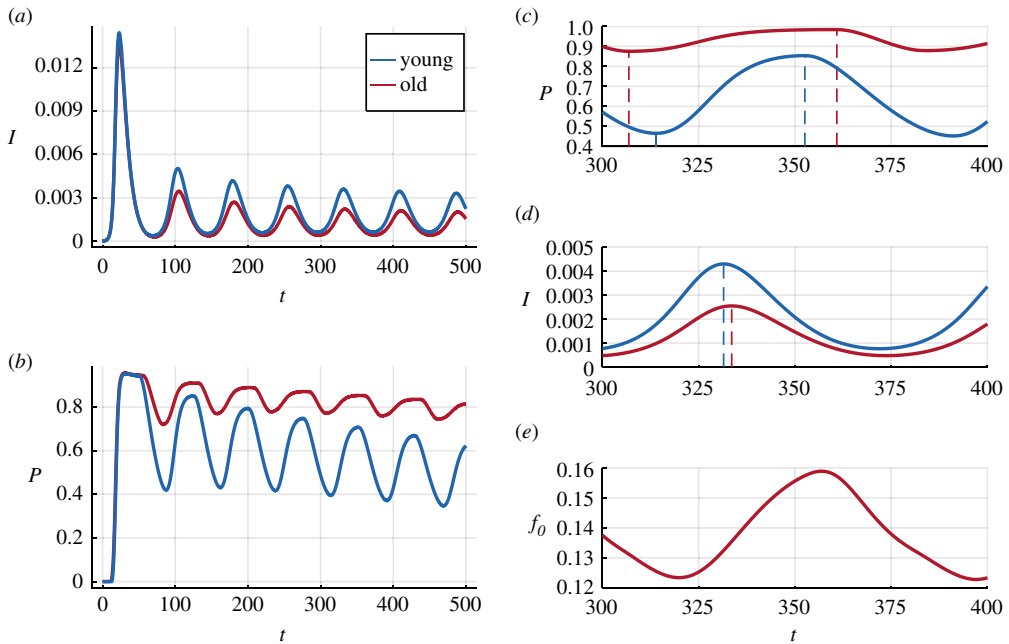 (a)
0.012
0.009
I
0.006
0.003
0
0 100 200 300 400 500
t
young
old
(b)
0.8
0.6
P
0.4
0.2
0
0 100 200 300 400 500
t
(c)
1.0
0.9
0.8
P
0.7
0.6
0.5
0.4
300 325 350 375 400
(d)
0.005
0.004
I
0.003
0.002
0.001
0
300 325 350 375 400
(e)
0.16
0.15
f0
0.14
0.13
0.12
300 325 350 375 400
t